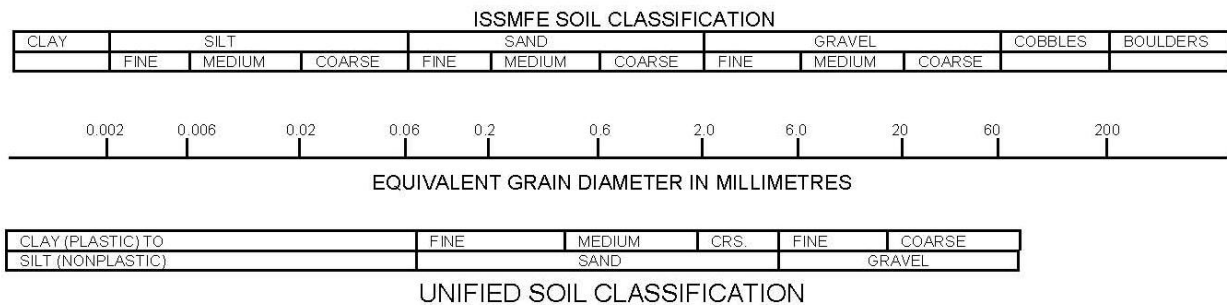 ISSMFE SOIL CLASSIFICATION
CLAY SILT SAND GRAVEL COBBLES BOULDERS
FINE MEDIUM COARSE FINE MEDIUM COARSE FINE MEDIUM COARSE
0.002 0.006 0.02 0.06 0.2 0.6 2.0 6.0 20 60 200
EQUIVALENT GRAIN DIAMETER IN MILLIMETRES
CLAY (PLASTIC) TO FINE MEDIUM CRS. FINE COARSE
SILT (NONPLASTIC) SAND GRAVEL
UNIFIED SOIL CLASSIFICATION